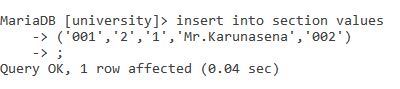 MariaDB [university]> insert into section values
    -> ('001','2','1','Mr.Karunasena','002')
    -> ;
Query OK, 1 row affected (0.04 sec)